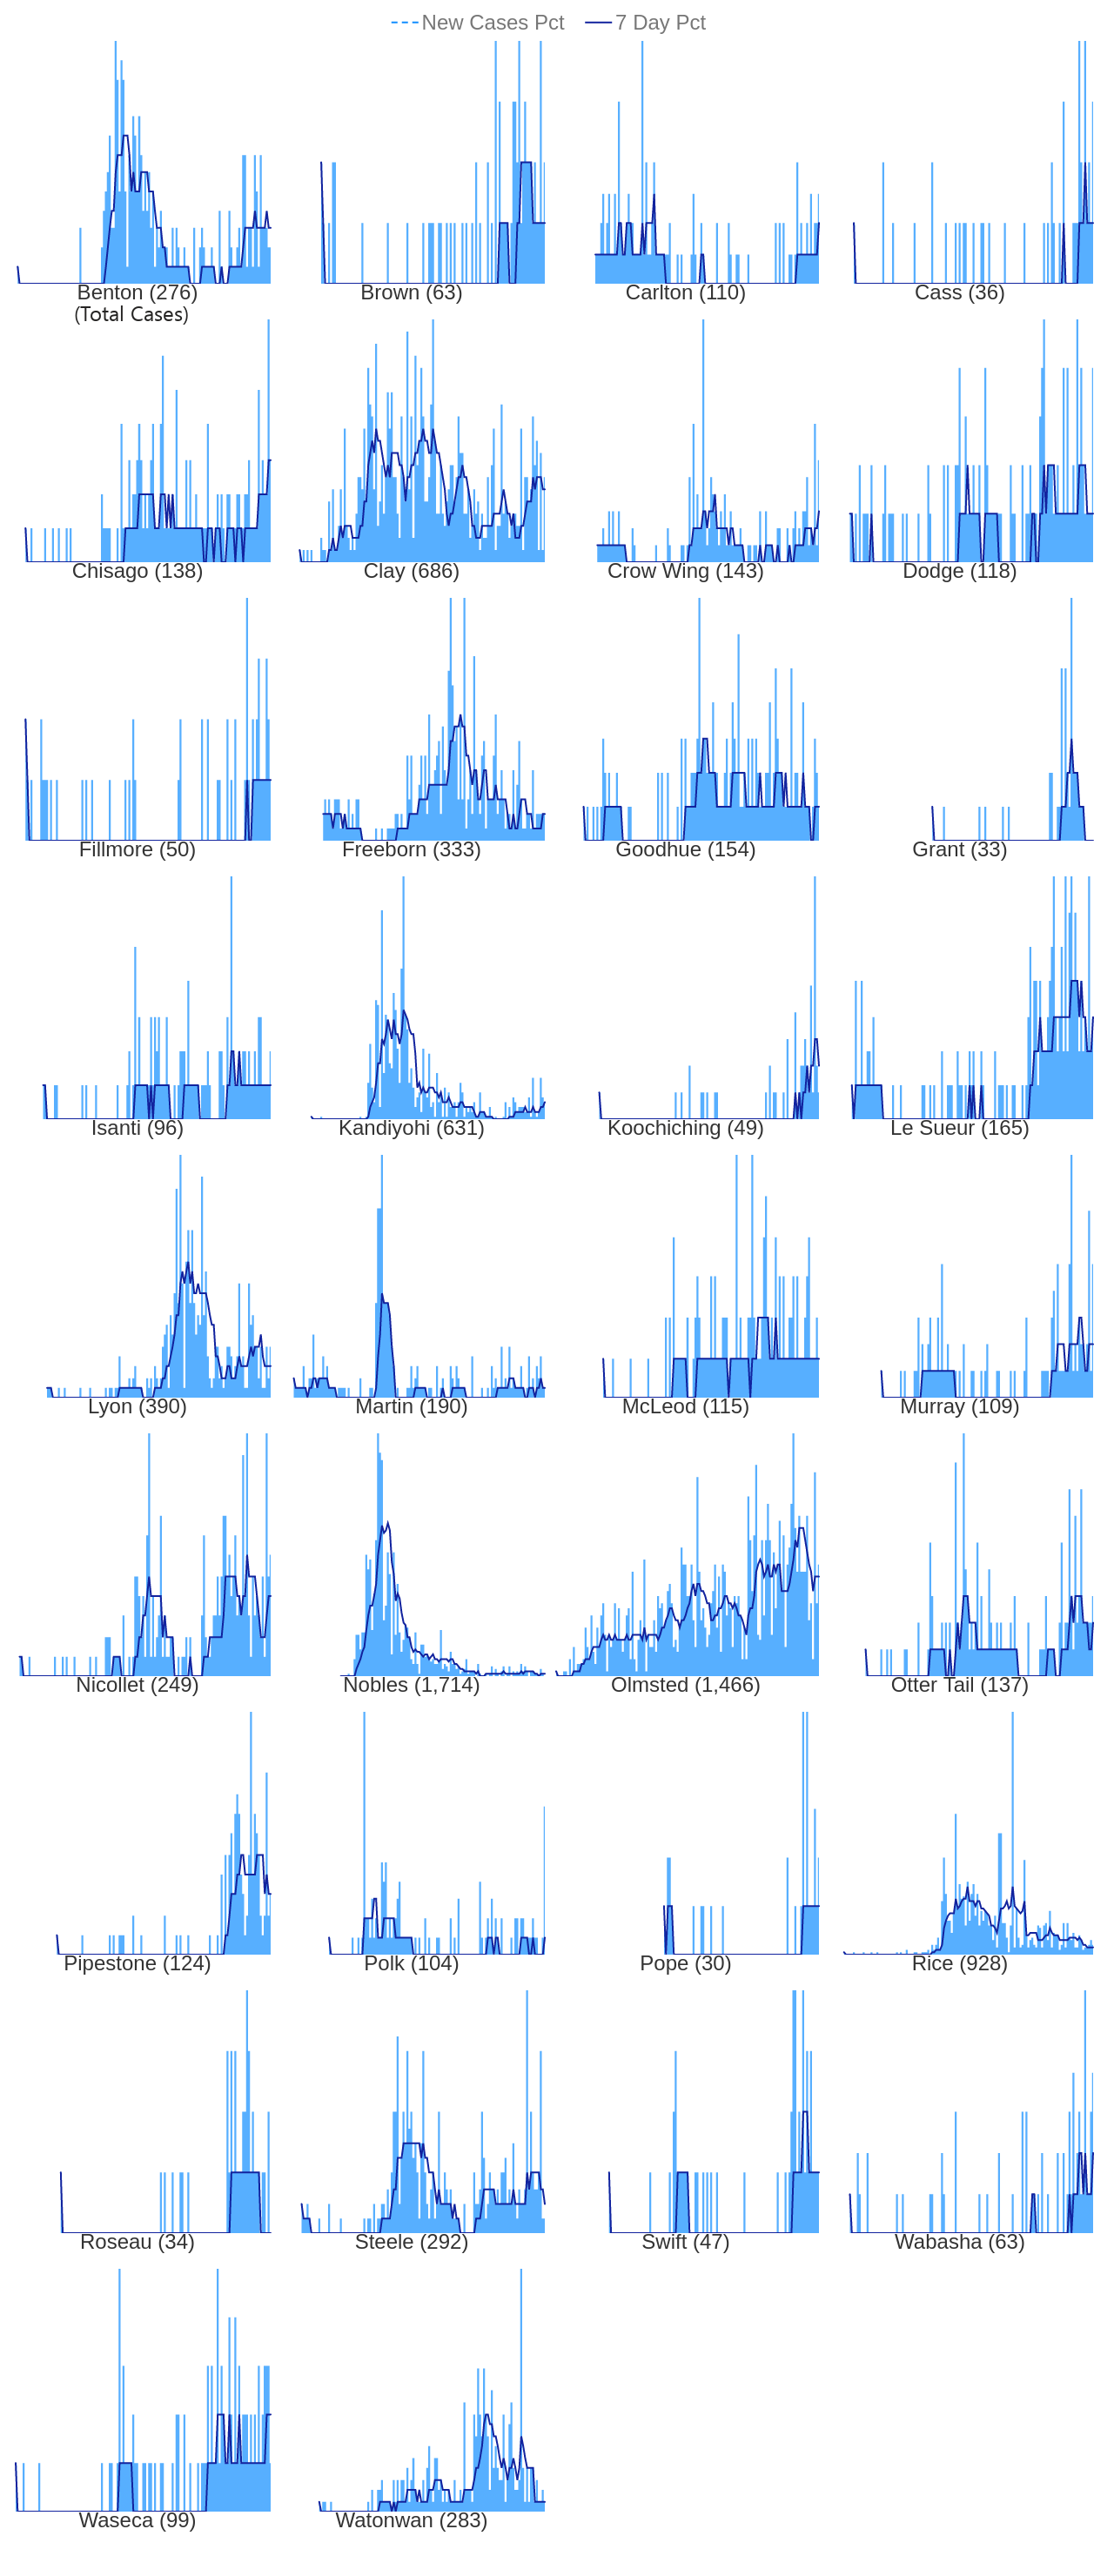 New Cases Pct 7 Day Pct
Benton (276) Brown (63) Carlton (110) Cass (36)
(Total Cases)
Chisago (138) Clay (686) Crow Wing (143) Dodge (118)
Fillmore (50) Freeborn (333) Goodhue (154) Grant (33)
Isanti (96) Kandiyohi (631) Koochiching (49) Le Sueur (165)
Lyon (390) Martin (190) McLeod (115) Murray (109)
Nicollet (249) Nobles (1,714) Olmsted (1,466) Otter Tail (137)
Pipestone (124) Polk (104) Pope (30) Rice (928)
Roseau (34) Steele (292) Swift (47) Wabasha (63)
Waseca (99) Watonwan (283)